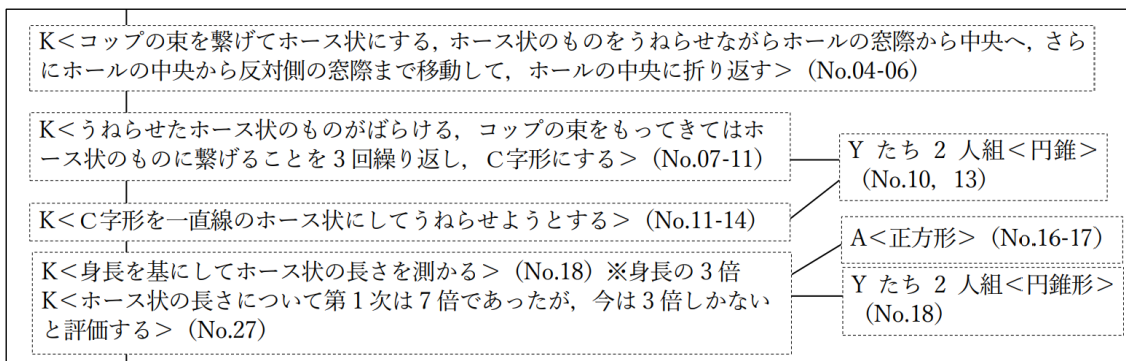 K＜コップの束を繋げてホース状にする，ホース状のものをうねらせながらホールの窓際から中央へ，さら
にホールの中央から反対側の窓際まで移動して，ホールの中央に折り返す＞（No.04-06）
K＜うねらせたホース状のものがばらける，コップの束をもってきてはホ
ース状のものに繋げることを３回繰り返し，Ｃ字形にする＞（No.07-11）
Y たち 2 人組＜円錐＞
（No.10，13）
K＜Ｃ字形を一直線のホース状にしてうねらせようとする＞（No.11-14）
A＜正方形＞（No.16-17）
K＜身長を基にしてホース状の長さを測かる＞（No.18）※身長の 3 倍
K＜ホース状の長さについて第１次は７倍であったが，今は３倍しかない
と評価する＞（No.27）
Y たち 2 人組＜円錐形＞
（No.18）